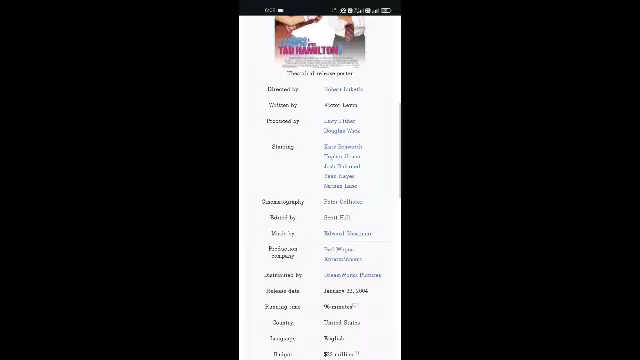 TAD HAMILTON!
Theatrical release poster
Directed by Robert Luketic
Written by Victor Levin
Produced by Lucy Fisher
Douglas Wick
Starring Kate Bosworth
Topher Grace
Josh Duhamel
Sean Hayes
Nathan Lane
Cinematography Peter Collister
Edited by Scott Hill
Music by Edward Shearmur
Production company Red Wagon Entertainment
Distributed by DreamWorks Pictures
Release date January 23, 2004
Running time 96 minutes
Country United States
Language English
Budget million